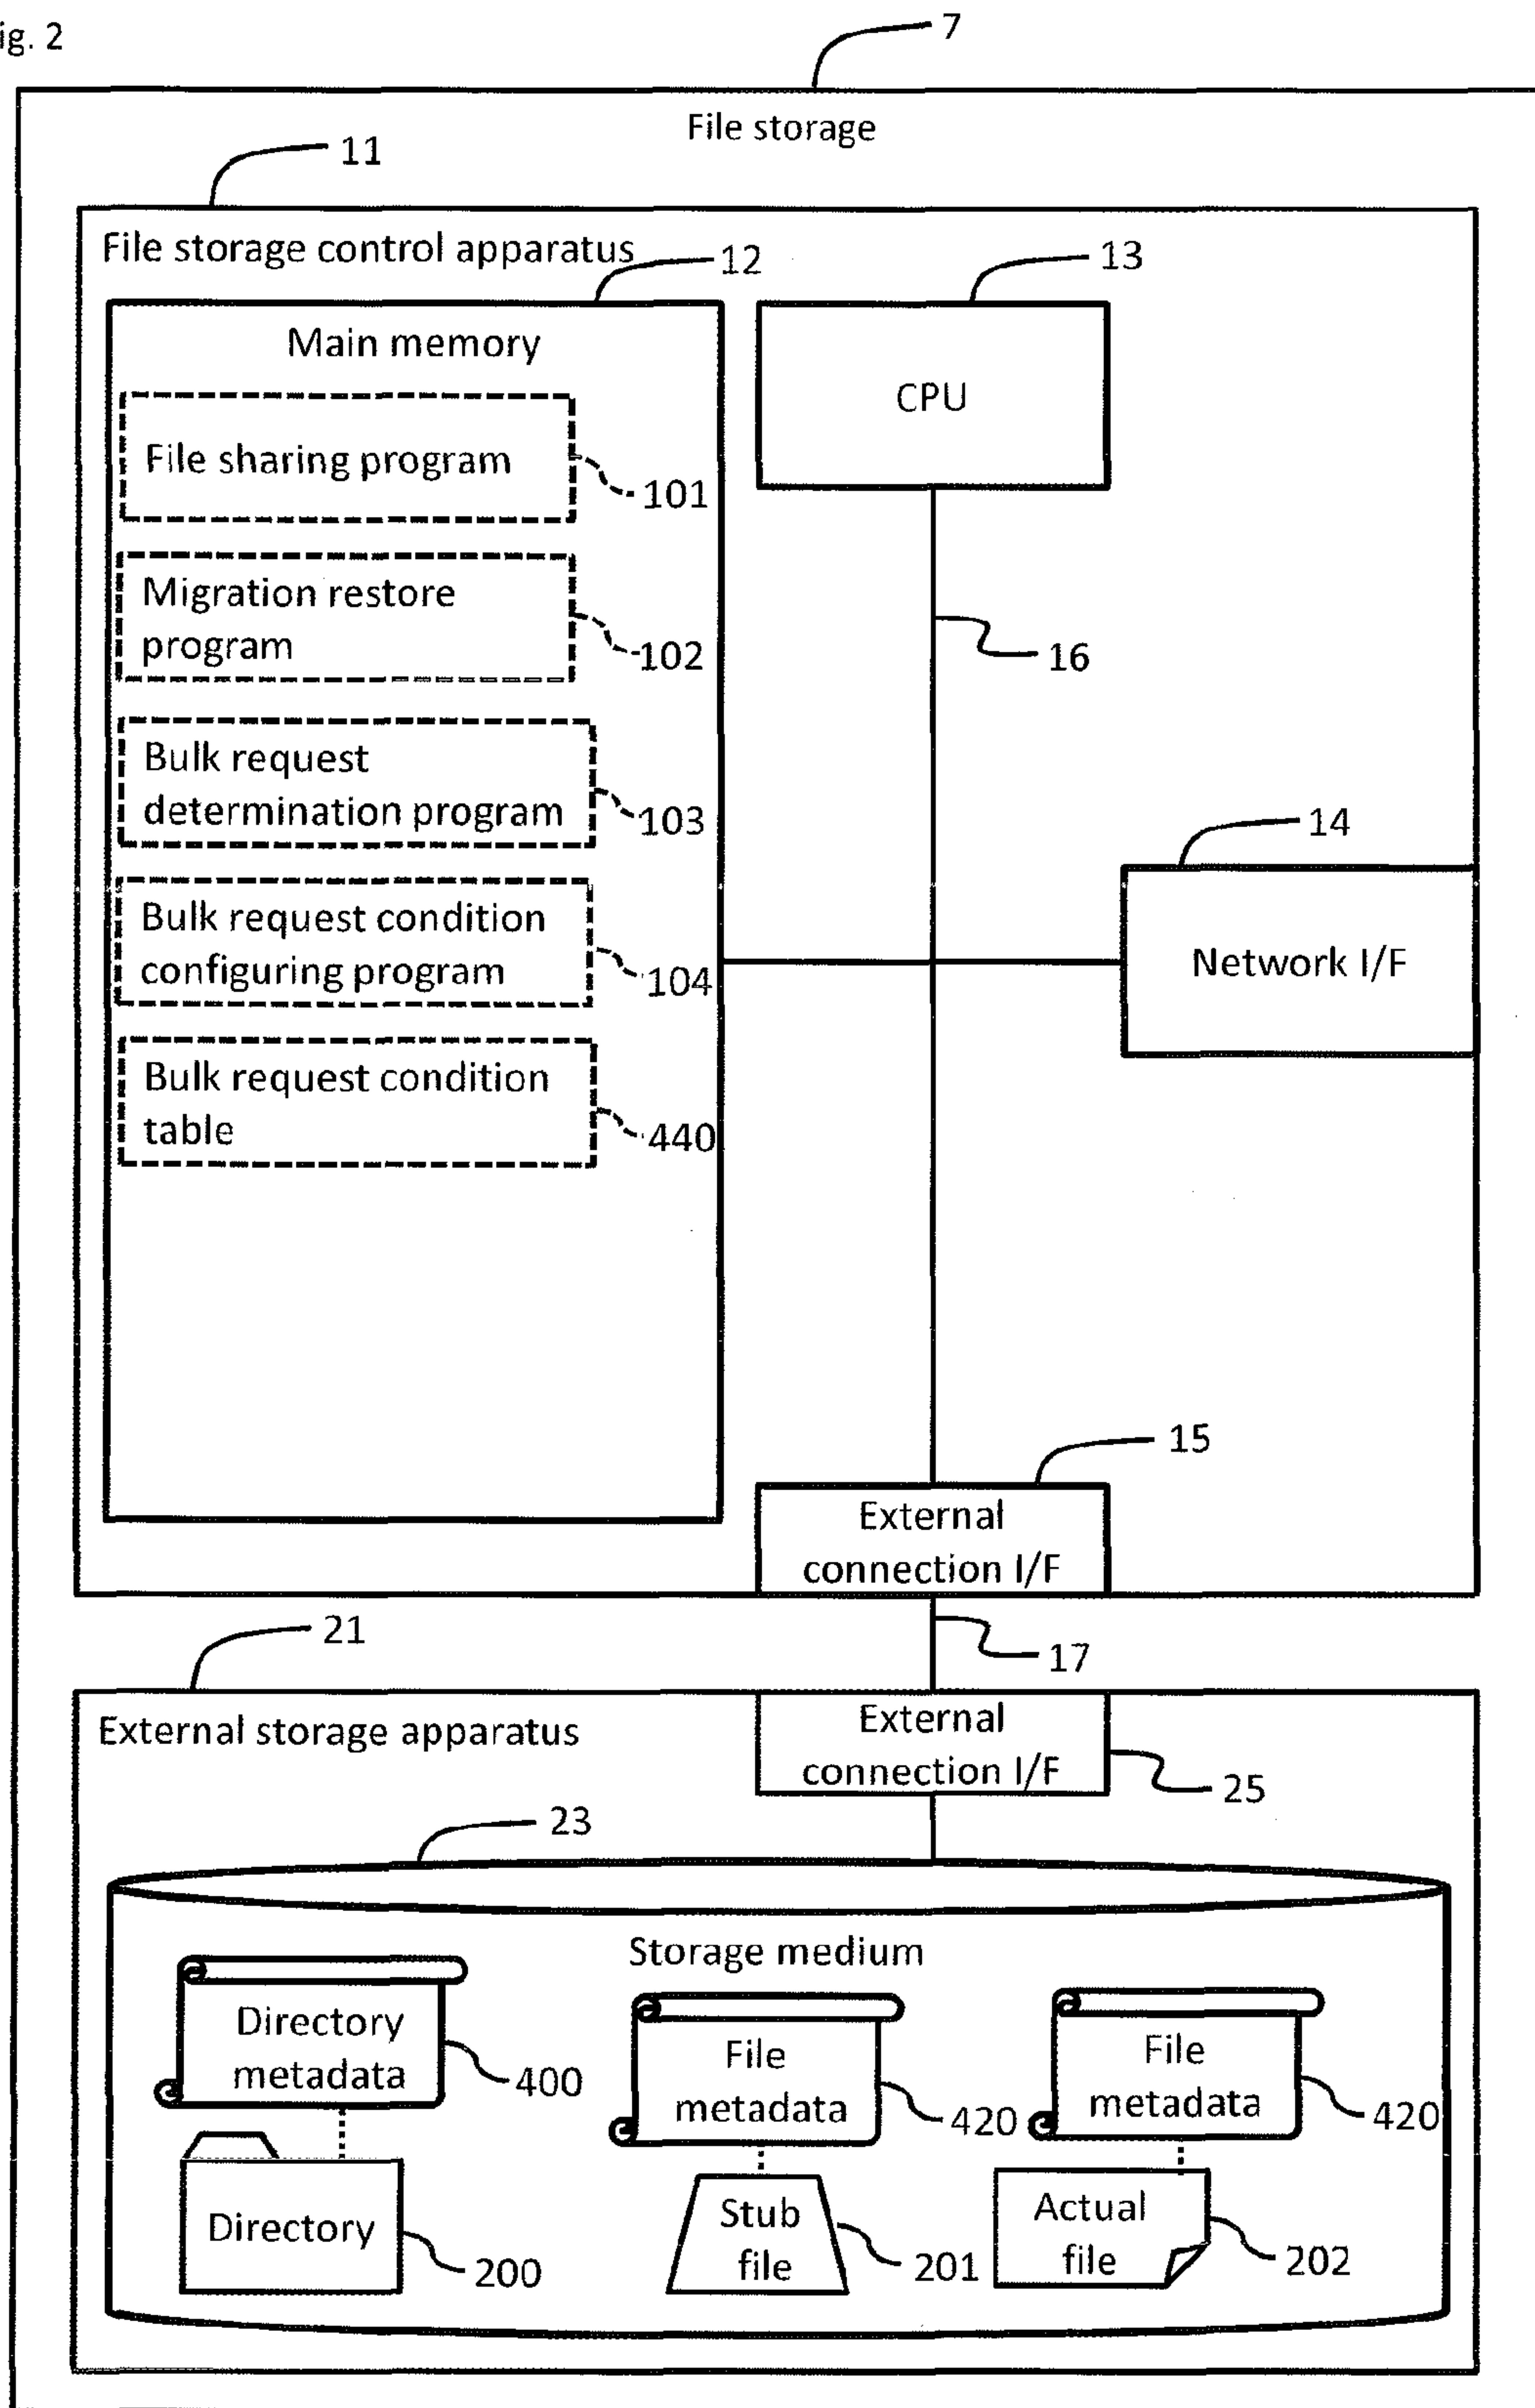 ig. 2
7
File storage
11
File storage control apparatus
12
13
Main memory
CPU
File sharing program
101
Migration restore
program
102
16
Bulk request
determination program
103
14
Bulk request condition
configuring program
104
Network I/F
Bulk request condition
table
440
15
External
connection I/F
21
17
External storage apparatus
External
connection I/F
25
23
Storage medium
Directory
metadata
400
File
metadata
420
File
metadata
420
Directory
200
Stub
file
201
Actual
file
202